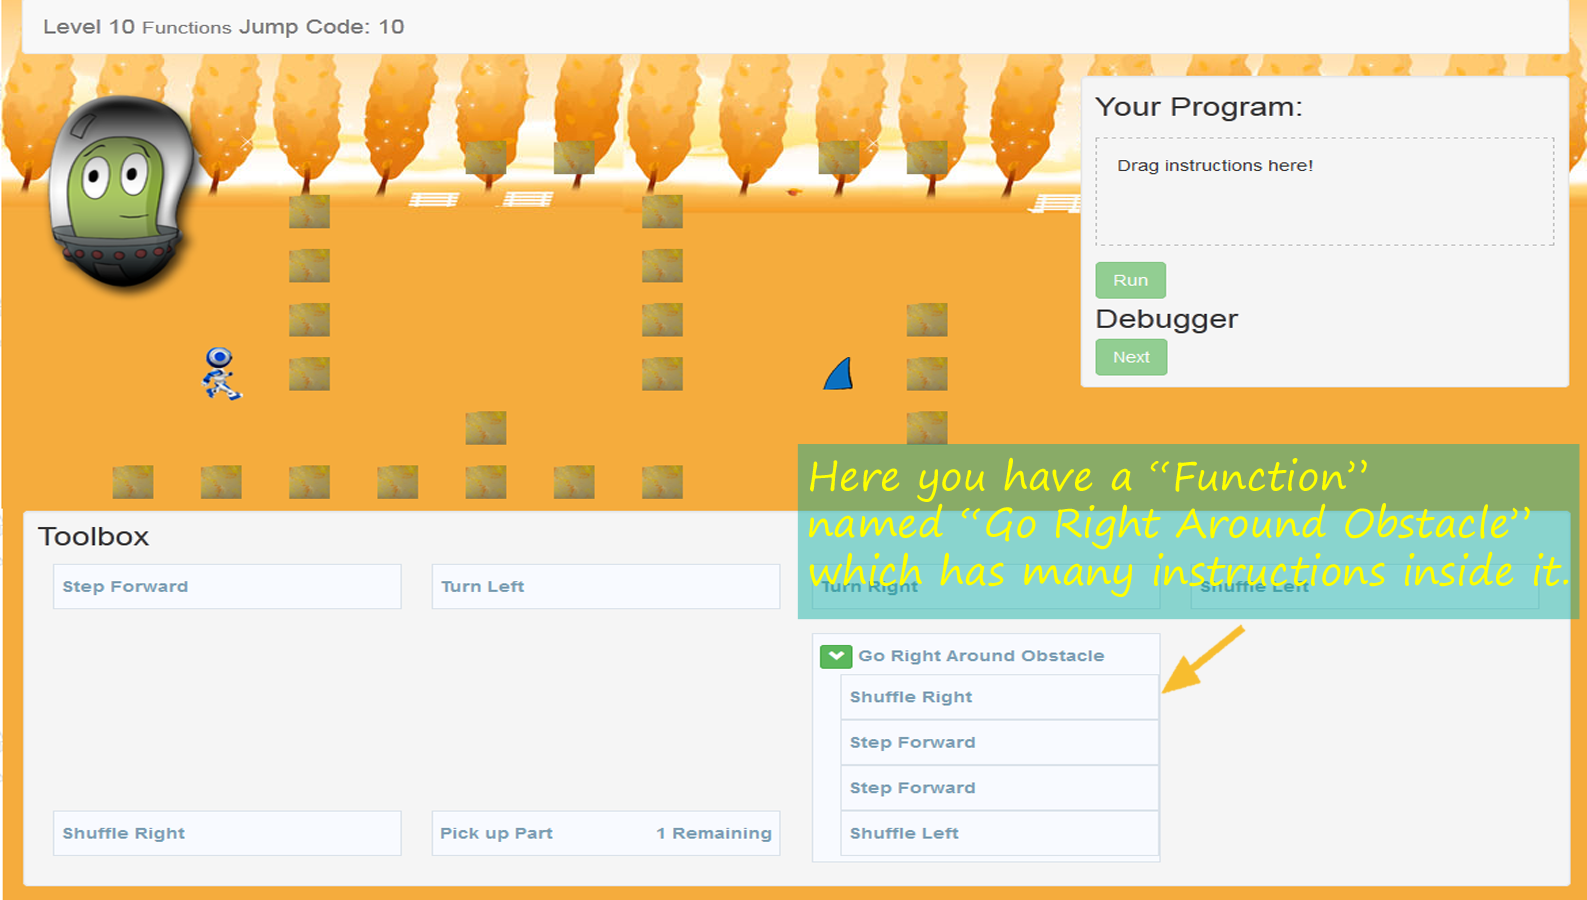 Level 10 Functions Jump Code: 10
Your Program:
Drag instructions here!
Run
Debugger
Next
Here you have a “Function”
named “Go Right Around Obstacle”
which has many instructions inside it.
Toolbox
Step Forward
Turn Left
Turn Right
Shuffle Left
Go Right Around Obstacle
Shuffle Right
Step Forward
Step Forward
Shuffle Left
Shuffle Right
Pick up Part 1 Remaining